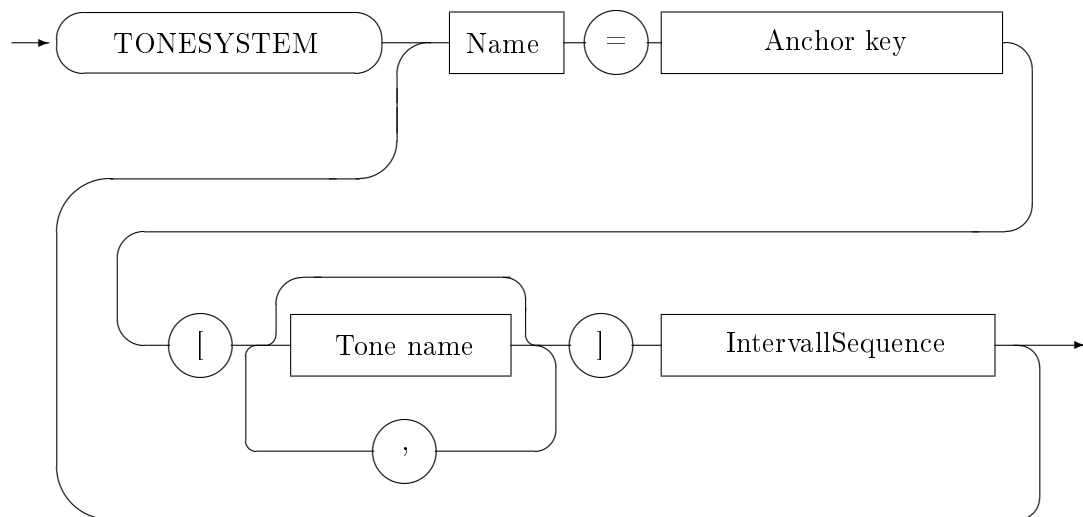 TONESYSTEM Name = Anchor key
[ Tone name ] IntervallSequence
,